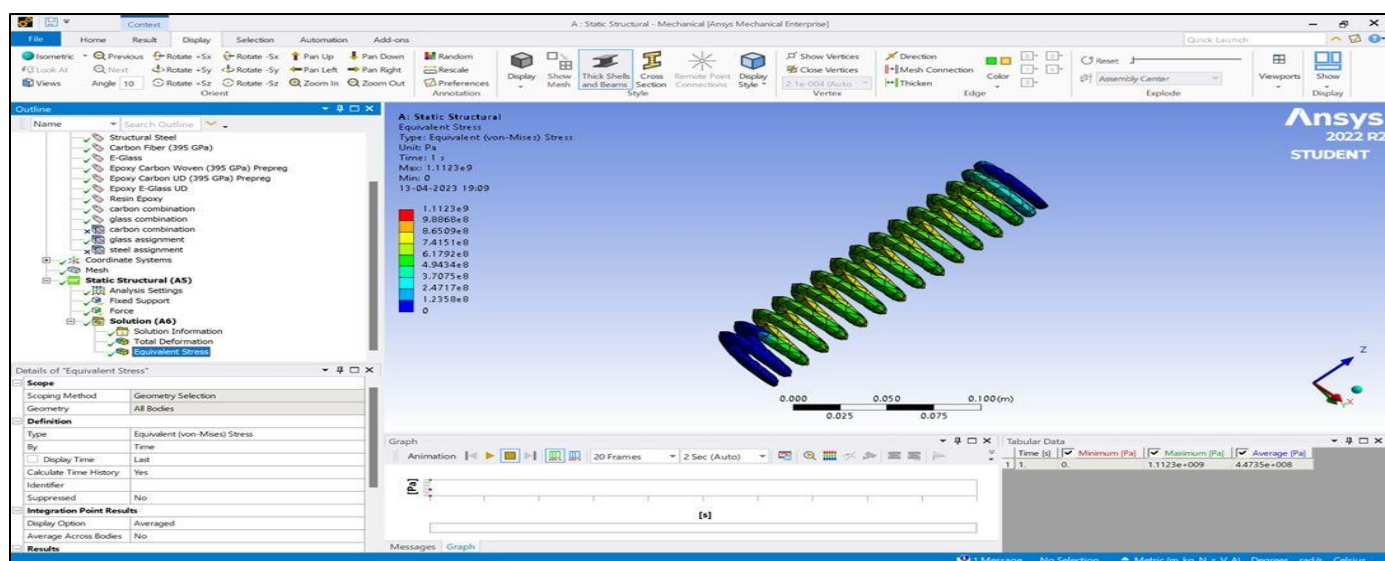 Context
A : Static Structural - Mechanical [Ansys Mechanical Enterprise]
File Home Result Display Selection Automation Add-ons
Quick Launch
Isometric Previous Rotate +Sx Rotate -Sx Pan Up Pan Down Random
Look At Next Rotate +Sy Rotate -Sy Pan Left Pan Right Rescale
Views Angle 10 Rotate +Sz Rotate -Sz Zoom In Zoom Out Preferences
Orient Annotation
Display Show Mesh Thick Shells and Beams Cross Section Remote Point Connections Display Style
Style
Show Vertices
Close Vertices
2.1e-004 (Auto
Vertex
Direction
Mesh Connection
Thicken
Color
Edge
Reset
Assembly Center
Explode
Viewports
Show
Display
Outline
Name Search Outline
Structural Steel
Carbon Fiber (395 GPa)
E-Glass
Epoxy Carbon Woven (395 GPa) Prepreg
Epoxy Carbon UD (395 GPa) Prepreg
Epoxy E-Glass UD
Resin Epoxy
carbon combination
glass combination
carbon combination
glass assignment
steel assignment
Coordinate Systems
Mesh
Static Structural (A5)
Analysis Settings
Fixed Support
Force
Solution (A6)
Solution Information
Total Deformation
Equivalent Stress
Details of "Equivalent Stress"
Scope
Scoping Method Geometry Selection
Geometry All Bodies
Definition
Type Equivalent (von-Mises) Stress
By Time
Display Time Last
Calculate Time History Yes
Identifier
Suppressed No
Integration Point Results
Display Option Averaged
Average Across Bodies No
Results
A: Static Structural
Equivalent Stress
Type: Equivalent (von-Mises) Stress
Unit: Pa
Time: 1 s
Max: 1.1123e9
Min: 0
13-04-2023 19:09
1.1123e9
9.8868e8
8.6509e8
7.4151e8
6.1792e8
4.9434e8
3.7075e8
2.4717e8
1.2358e8
0
Ansys
2022 R2
STUDENT
Z
X
0.000 0.050 0.100(m)
0.025 0.075
Graph
Animation 20 Frames 2 Sec (Auto)
[Pa]
[s]
Messages Graph
Tabular Data
Time [s] Minimum [Pa] Maximum [Pa] Average [Pa]
1 1. 0. 1.1123e+009 4.4735e+008
1 Message No Selection Metric (m, kg, N, s, V, A) Degrees rad/s Celsius